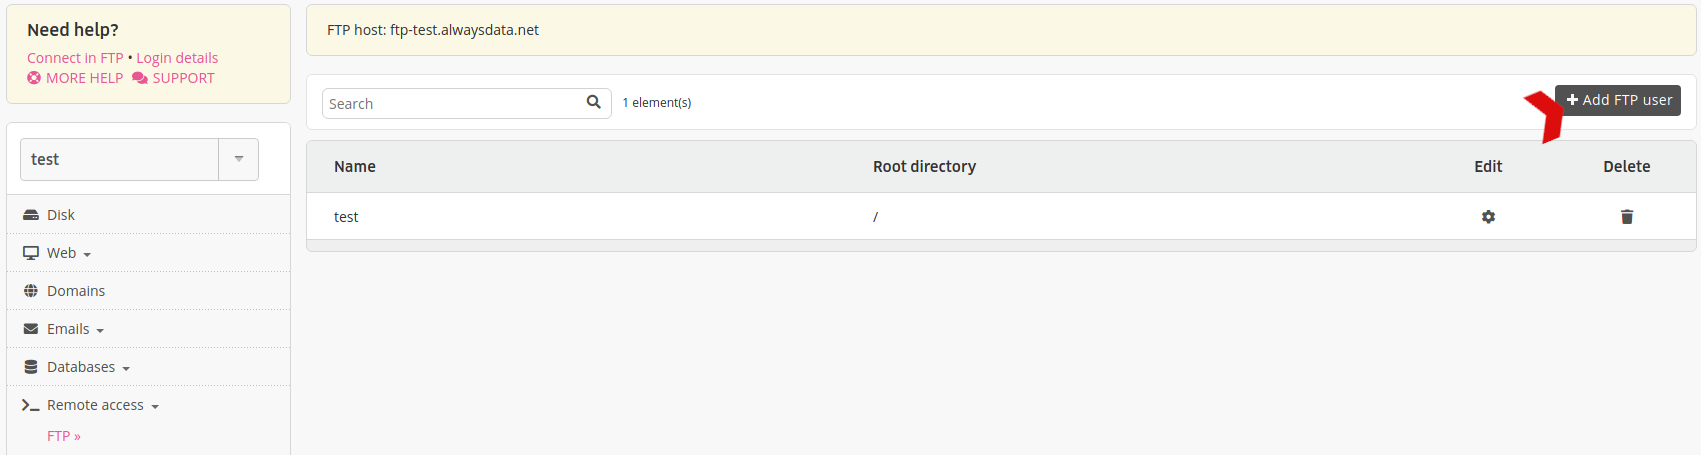 Need help?
Connect in FTP • Login details
MORE HELP SUPPORT
test
Disk
Web
Domains
Emails
Databases
Remote access
FTP »
FTP host: ftp-test.alwaysdata.net
Search 1 element(s) + Add FTP user
Name Root directory Edit Delete
test /